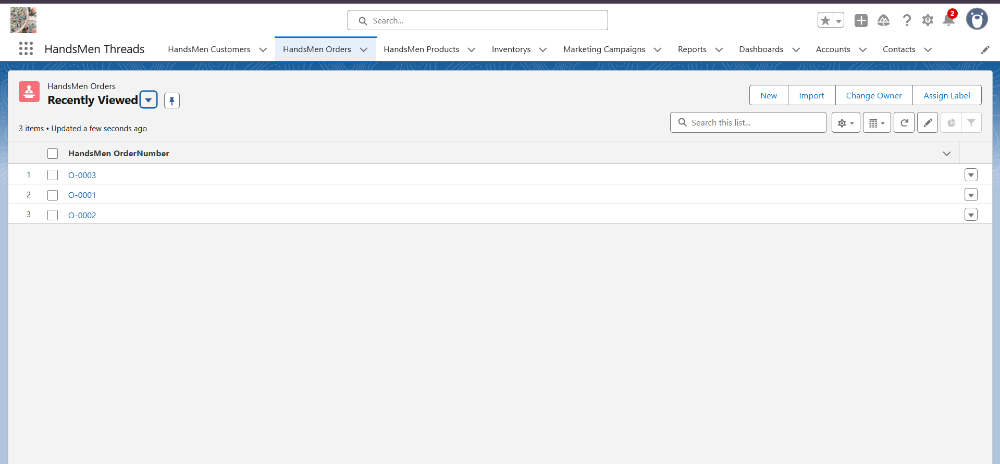 Search...
2
HandsMen Threads
HandsMen Customers
HandsMen Orders
HandsMen Products
Inventorys
Marketing Campaigns
Reports
Dashboards
Accounts
Contacts
HandsMen Orders
Recently Viewed
New
Import
Change Owner
Assign Label
3 items • Updated a few seconds ago
Search this list...
HandsMen OrderNumber
1 O-0003
2 O-0001
3 O-0002